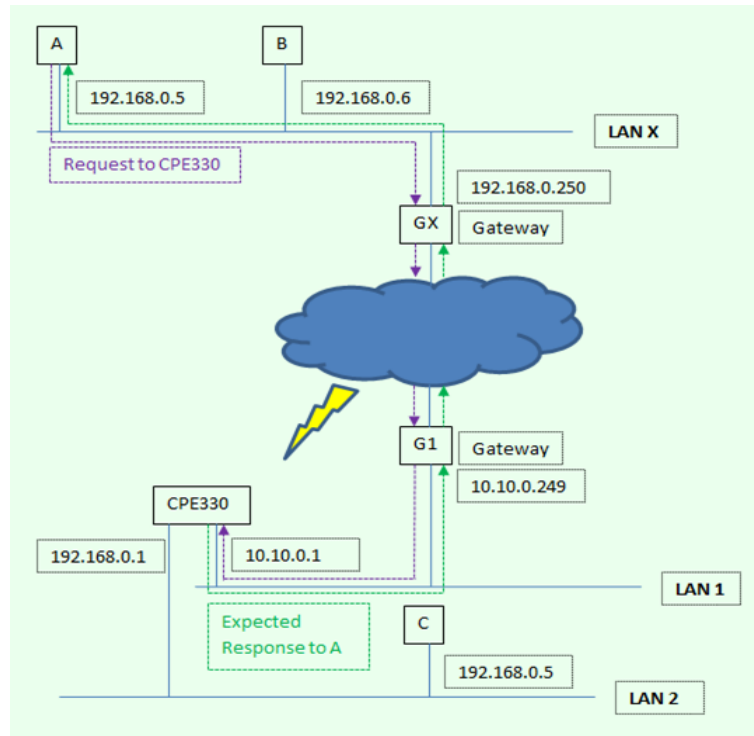 A
B
192.168.0.5
192.168.0.6
LAN X
Request to CPE330
192.168.0.250
GX
Gateway
G1
Gateway
10.10.0.249
CPE330
192.168.0.1
10.10.0.1
LAN 1
Expected
Response to A
C
192.168.0.5
LAN 2